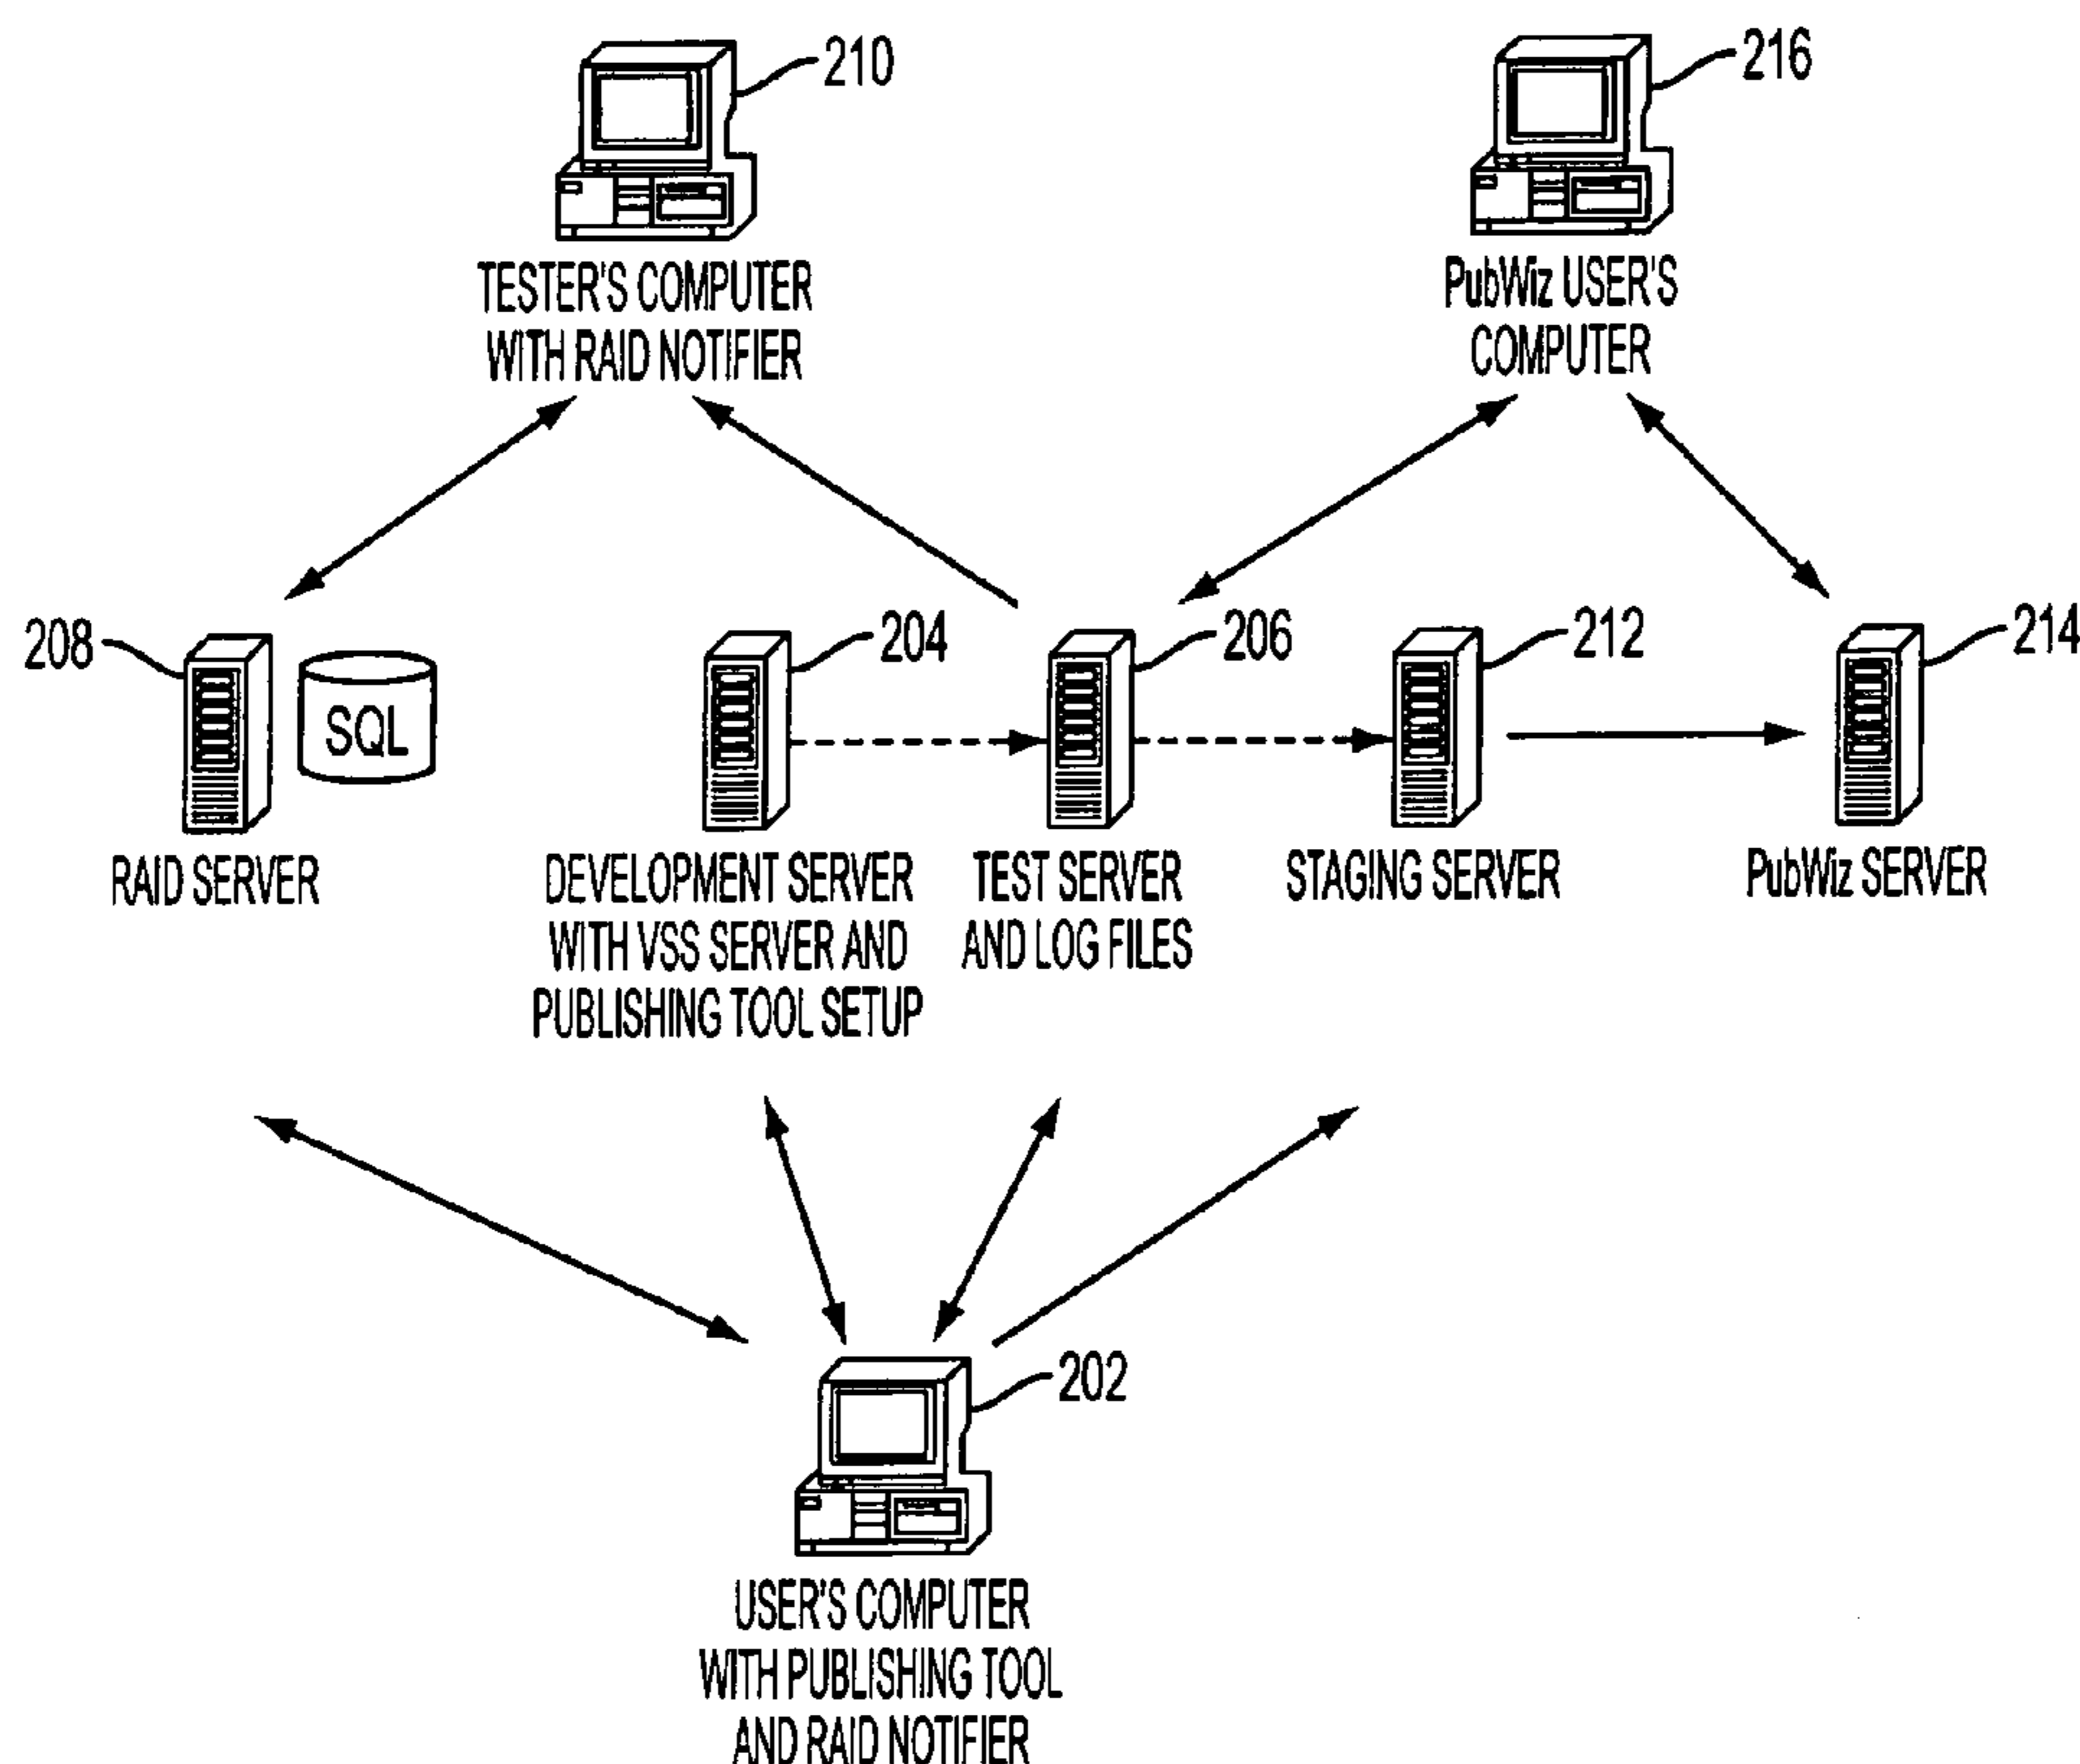 210
216
TESTER'S COMPUTER
WITH RAID NOTIFIER
PubWiz USER'S
COMPUTER
208
204
206
212
214
SQL
RAID SERVER
DEVELOPMENT SERVER
WITH VSS SERVER AND
PUBLISHING TOOL SETUP
TEST SERVER
AND LOG FILES
STAGING SERVER
PubWiz SERVER
202
USER'S COMPUTER
WITH PUBLISHING TOOL
AND RAID NOTIFIER